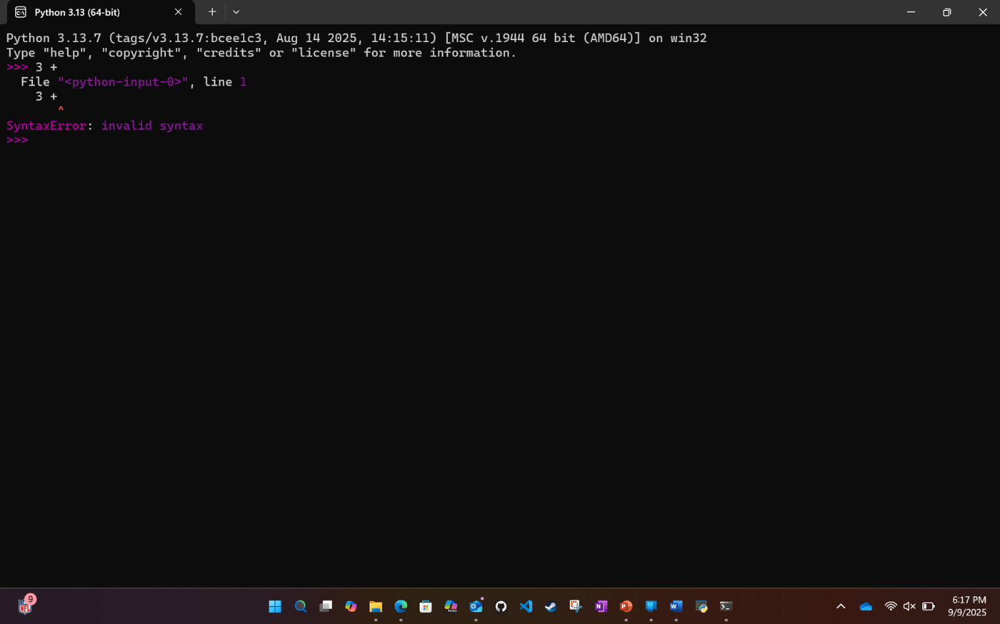 Python 3.13 (64-bit)
Python 3.13.7 (tags/v3.13.7:bcee1c3, Aug 14 2025, 14:15:11) [MSC v.1944 64 bit (AMD64)] on win32
Type "help", "copyright", "credits" or "license" for more information.
>>> 3 +
  File "<python-input-0>", line 1
    3 +
       ^
SyntaxError: invalid syntax
>>>
9
NFL
M365
6:17 PM
9/9/2025